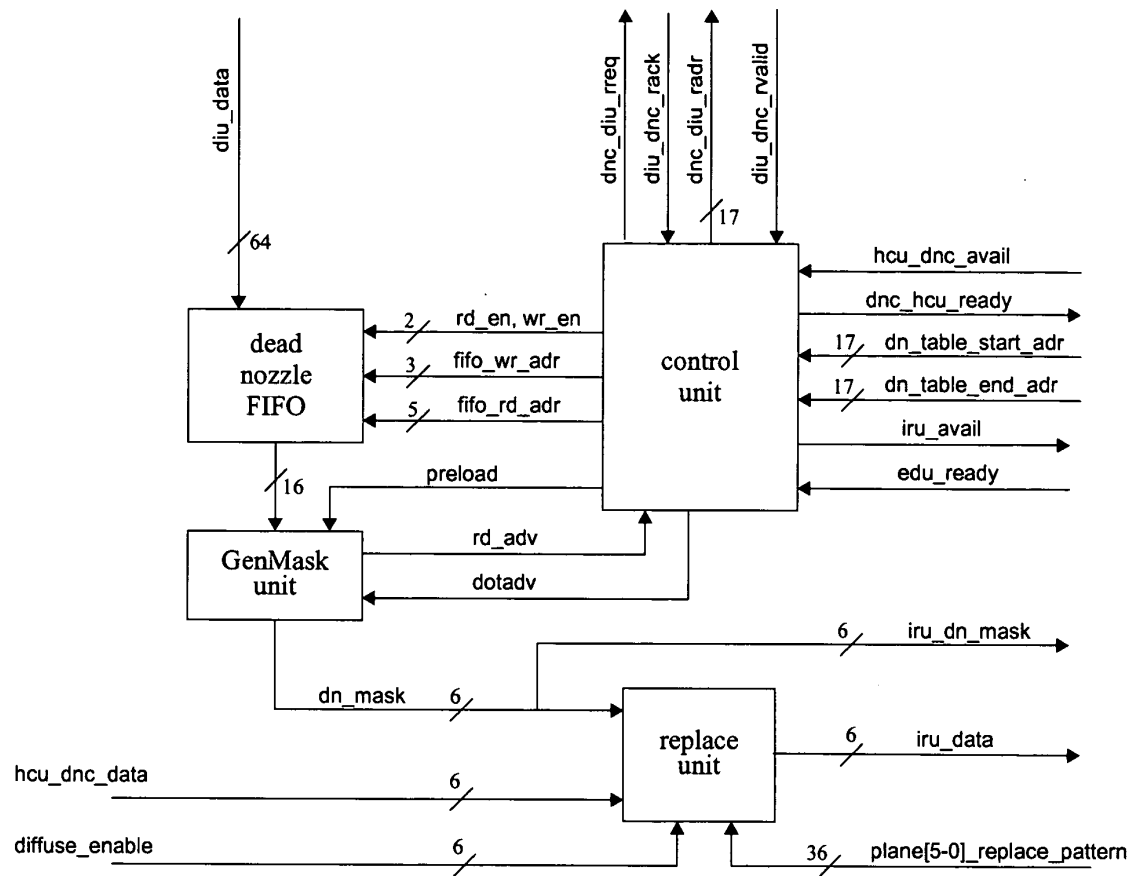 diu_data
dnc_diu_rreq
diu_dnc_rack
dnc_diu_radr
diu_dnc_rvalid
17
64
hcu_dnc_avail
dnc_hcu_ready
17 dn_table_start_adr
17 dn_table_end_adr
iru_avail
edu_ready
dead
nozzle
FIFO
2 rd_en, wr_en
3 fifo_wr_adr
5 fifo_rd_adr
control
unit
16
preload
GenMask
unit
rd_adv
dotadv
6 iru_dn_mask
dn_mask 6
replace
unit
6 iru_data
hcu_dnc_data 6
diffuse_enable 6
36 plane[5-0]_replace_pattern